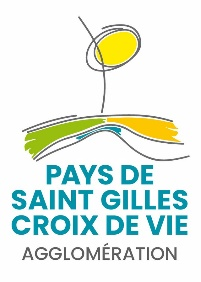 PAYS DE
SAINT GILLES
CROIX DE VIE
AGGLOMÉRATION